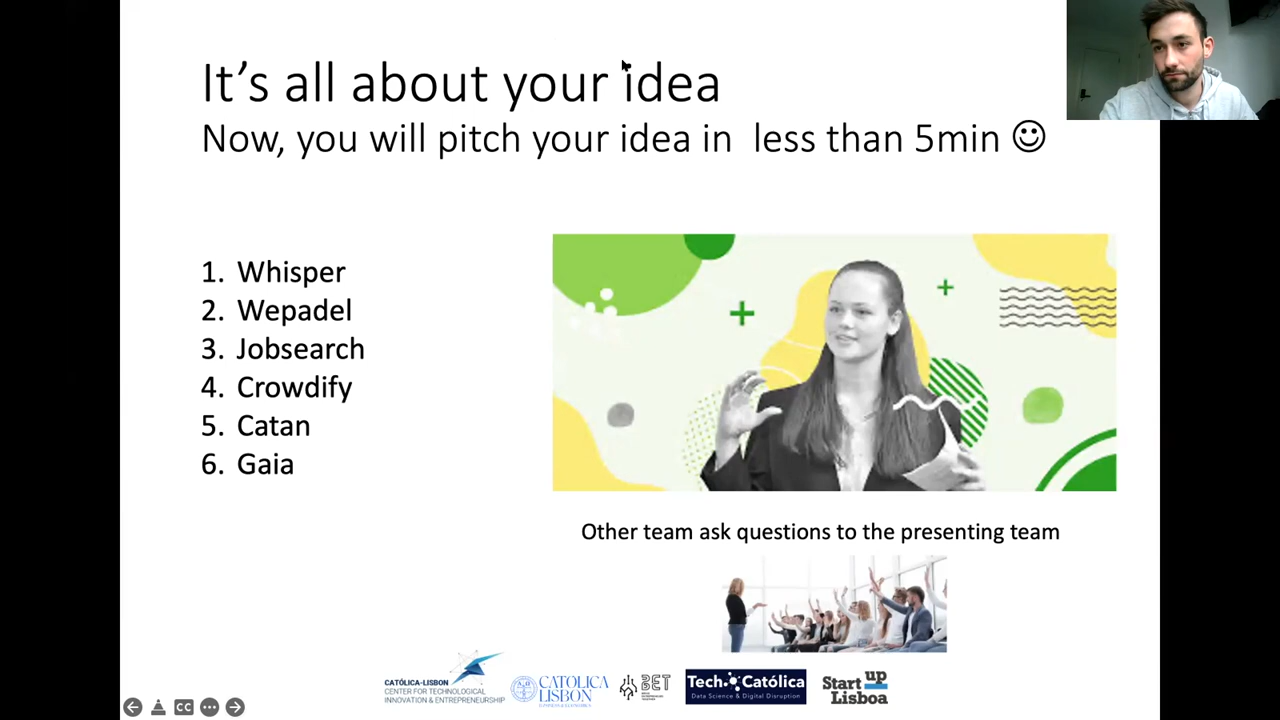 It's all about your idea
Now, you will pitch your idea in less than 5min ☺
1. Whisper
2. Wepadel
3. Jobsearch
4. Crowdify
5. Catan
6. Gaia
Other team ask questions to the presenting team
CATÓLICA-LISBON
CENTER FOR TECHNOLOGICAL
INNOVATION & ENTREPRENEURSHIP
CATÓLICA
LISBON
BET
Tech Católica
Data Science & Digital Disruption
Start up
Lisboa
CC